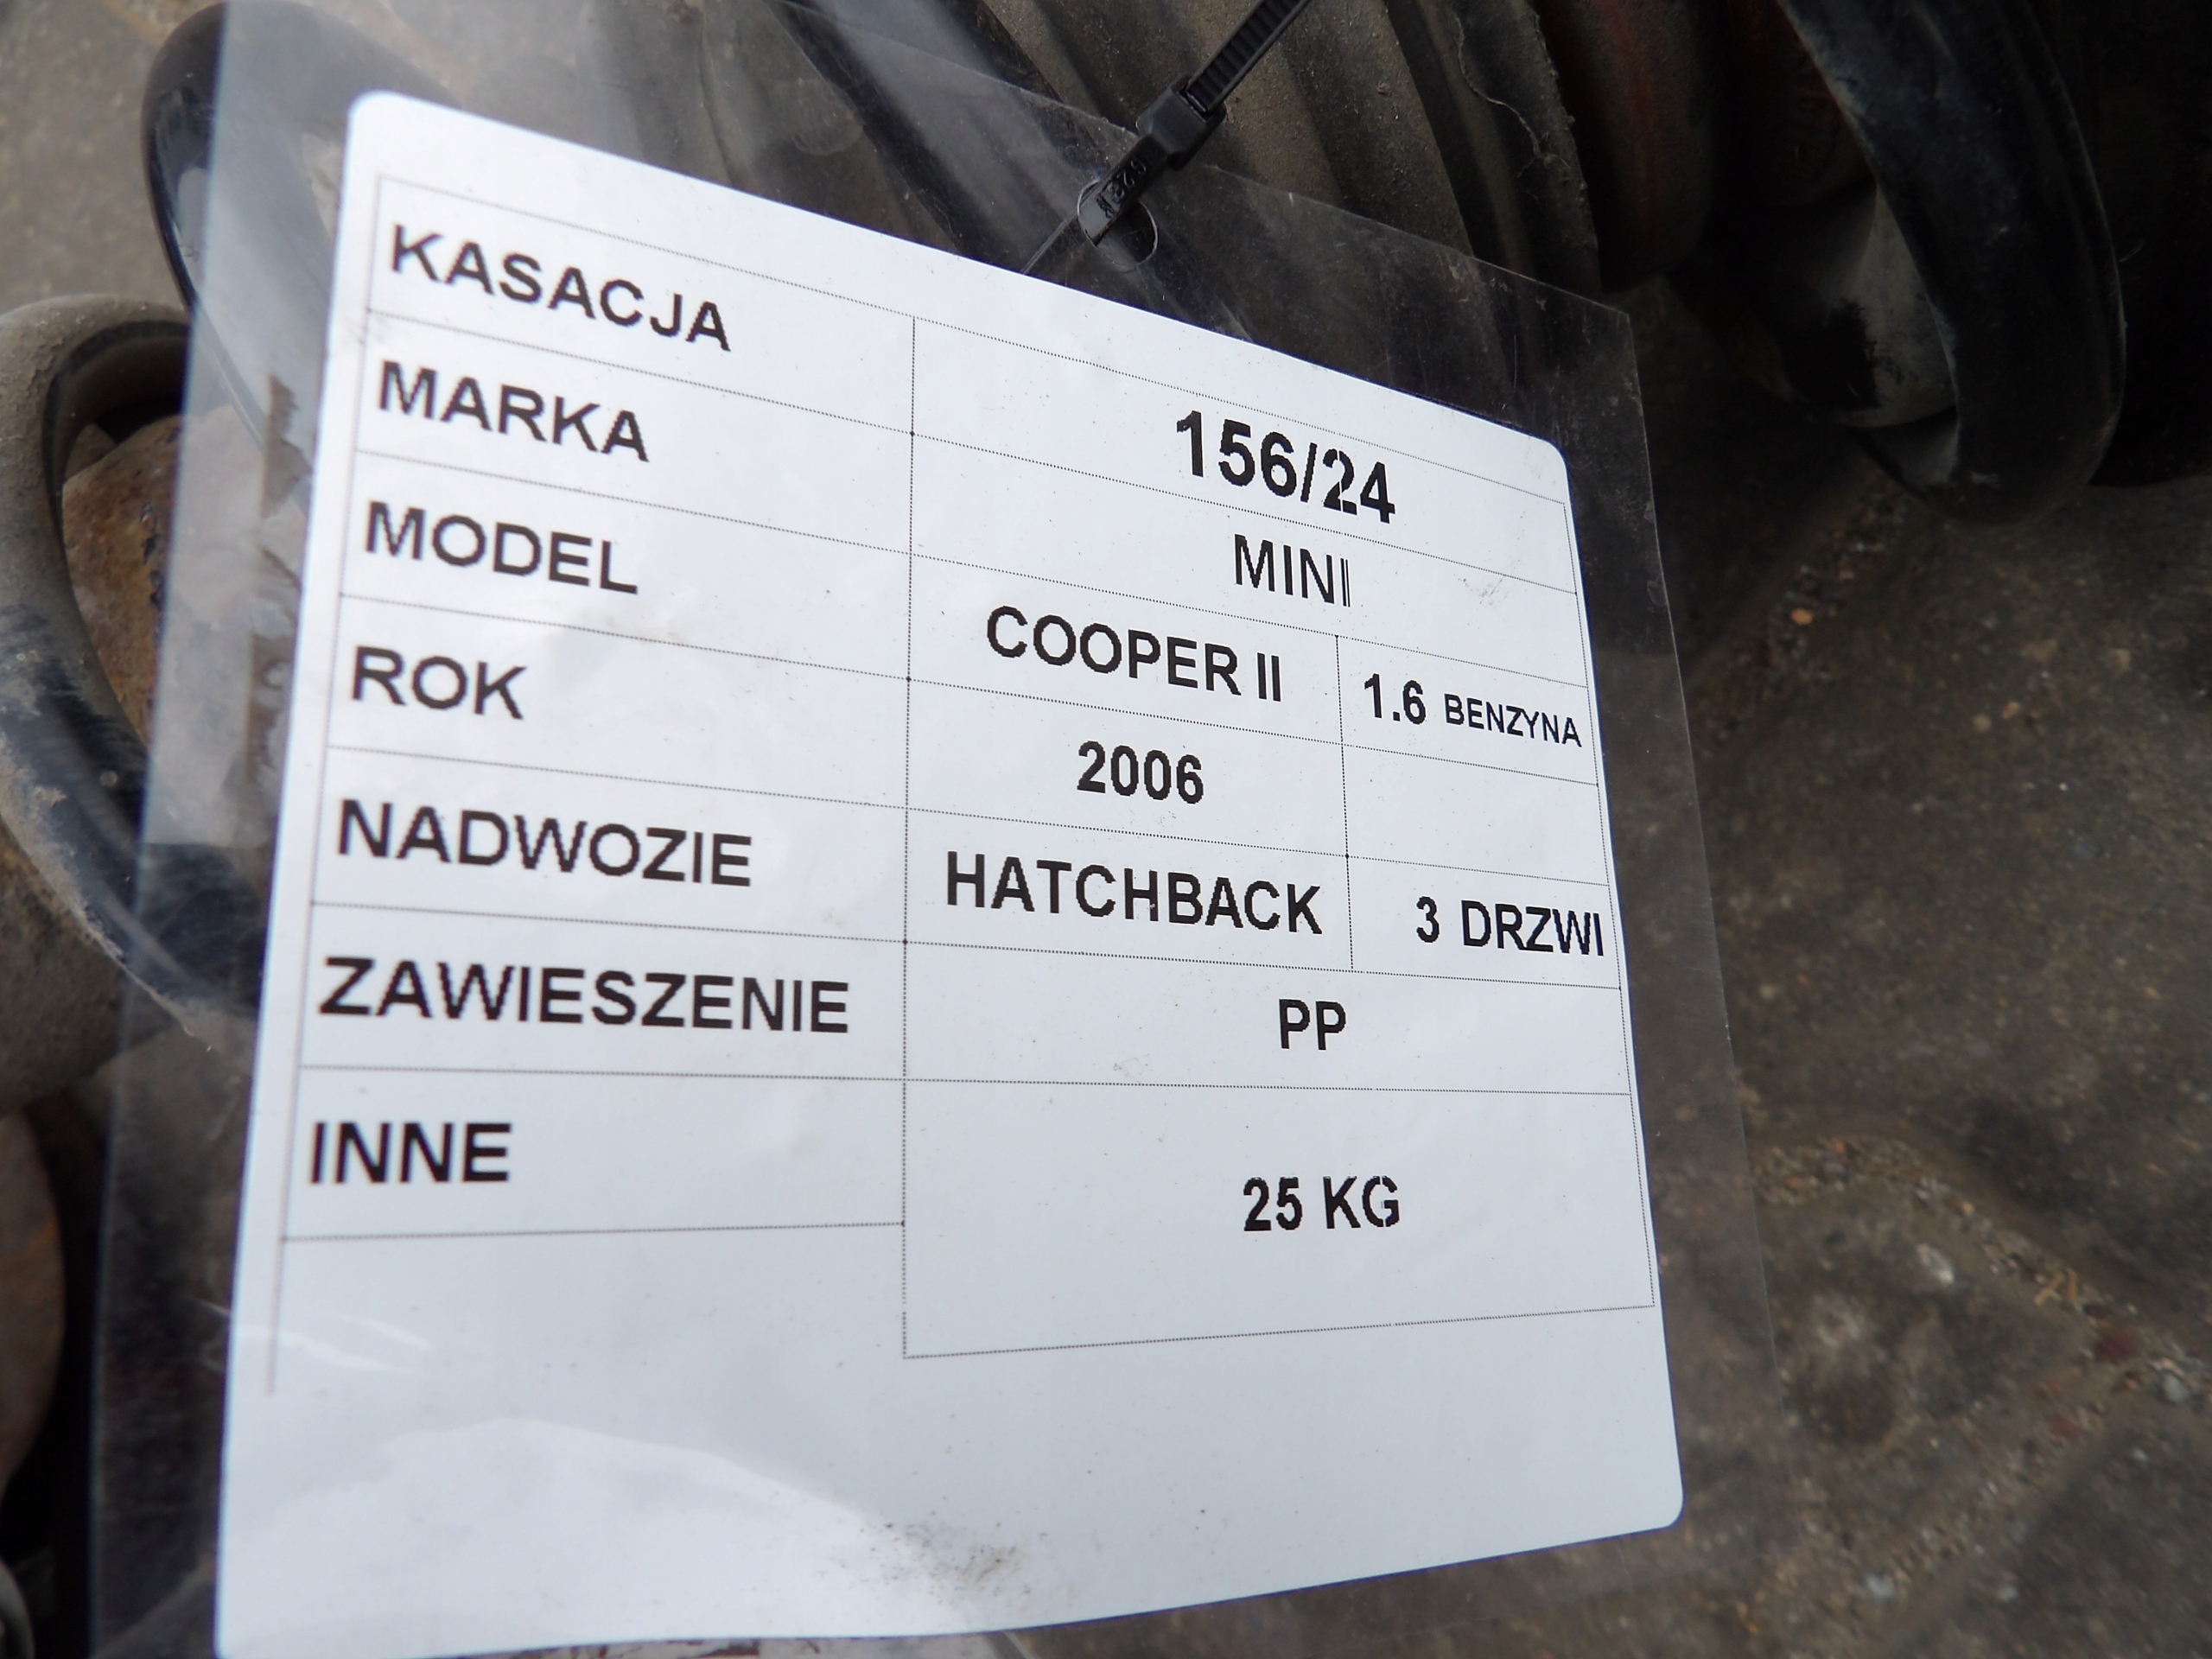 KASACJA 156/24
MARKA MINI
MODEL COOPER II 1.6 BENZYNA
ROK 2006
NADWOZIE HATCHBACK 3 DRZWI
ZAWIESZENIE PP
INNE 25 KG